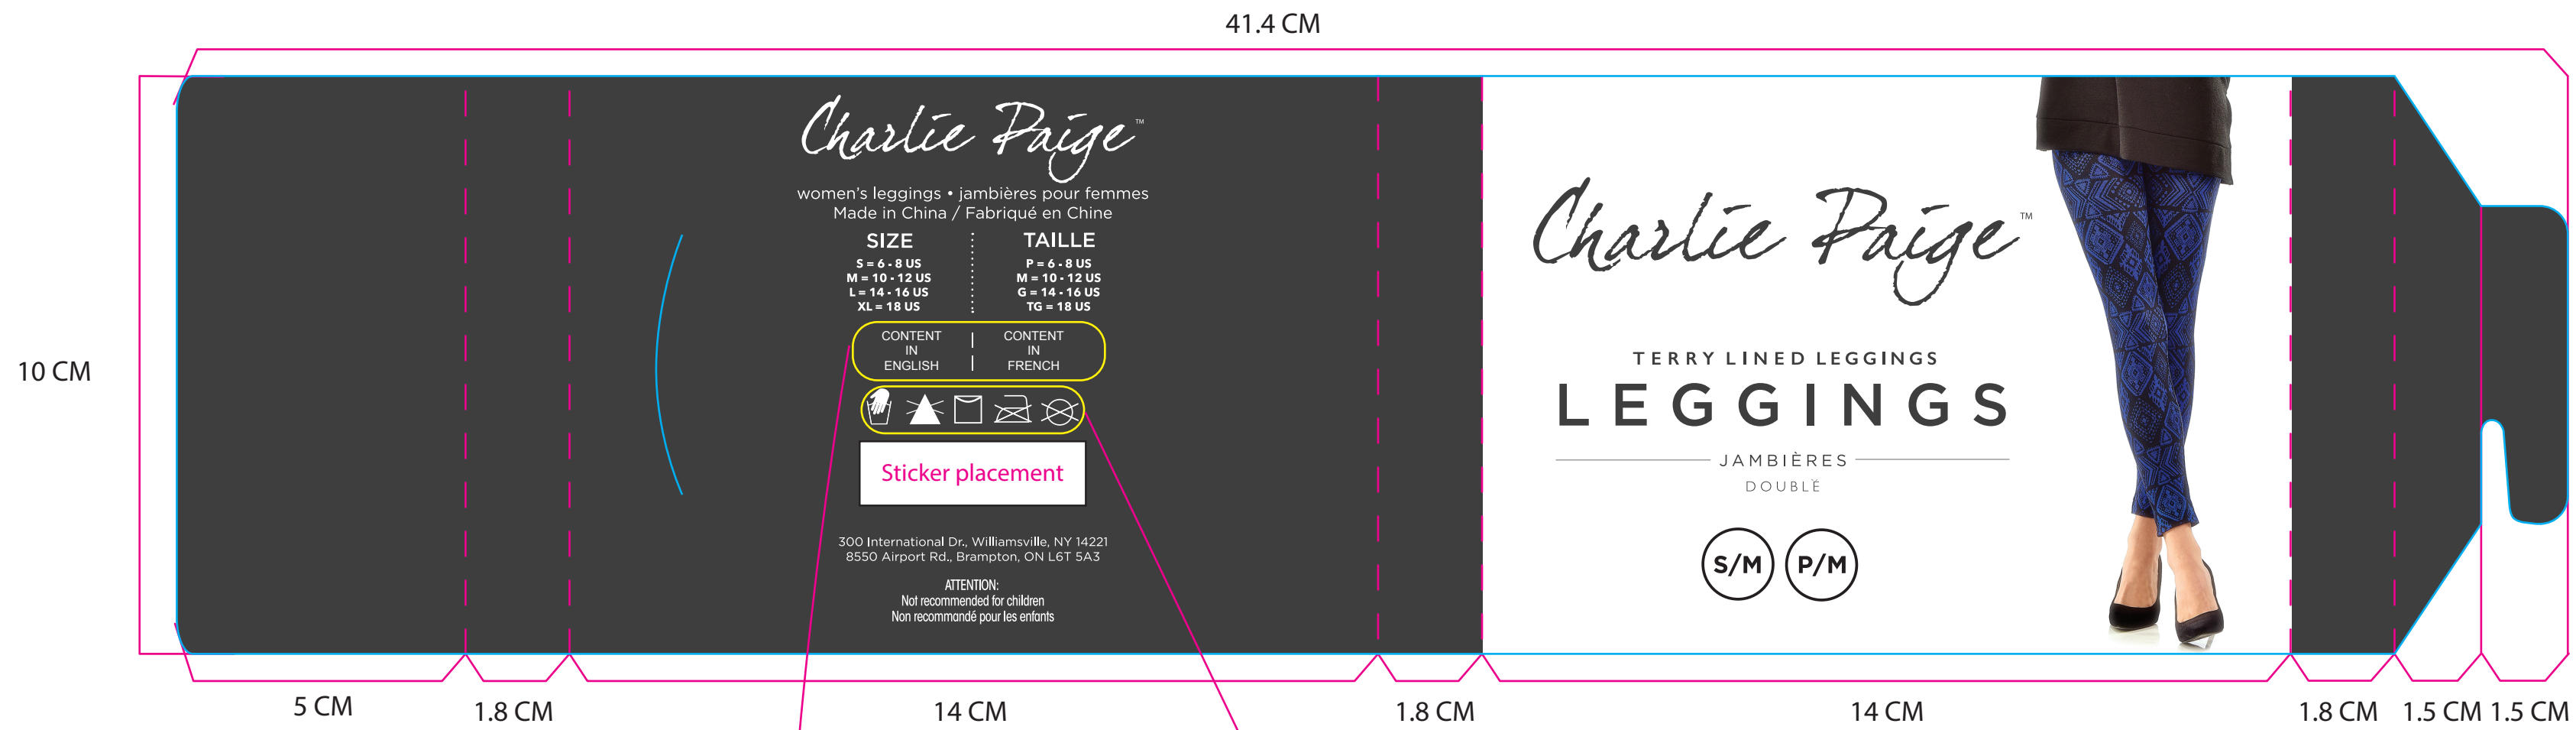 41.4 CM
10 CM
Charlie Paige™
women's leggings • jambières pour femmes
Made in China / Fabriqué en Chine
SIZE
S = 6 - 8 US
M = 10 - 12 US
L = 14 - 16 US
XL = 18 US
TAILLE
P = 6 - 8 US
M = 10 - 12 US
G = 14 - 16 US
TG = 18 US
CONTENT
IN
ENGLISH
CONTENT
IN
FRENCH
Sticker placement
300 International Dr., Williamsville, NY 14221
8550 Airport Rd., Brampton, ON L6T 5A3
ATTENTION:
Not recommended for children
Non recommandé pour les enfants
Charlie Paige™
TERRY LINED LEGGINGS
LEGGINGS
JAMBIÈRES
DOUBLÉ
S/M
P/M
5 CM
1.8 CM
14 CM
1.8 CM
14 CM
1.8 CM
1.5 CM
1.5 CM